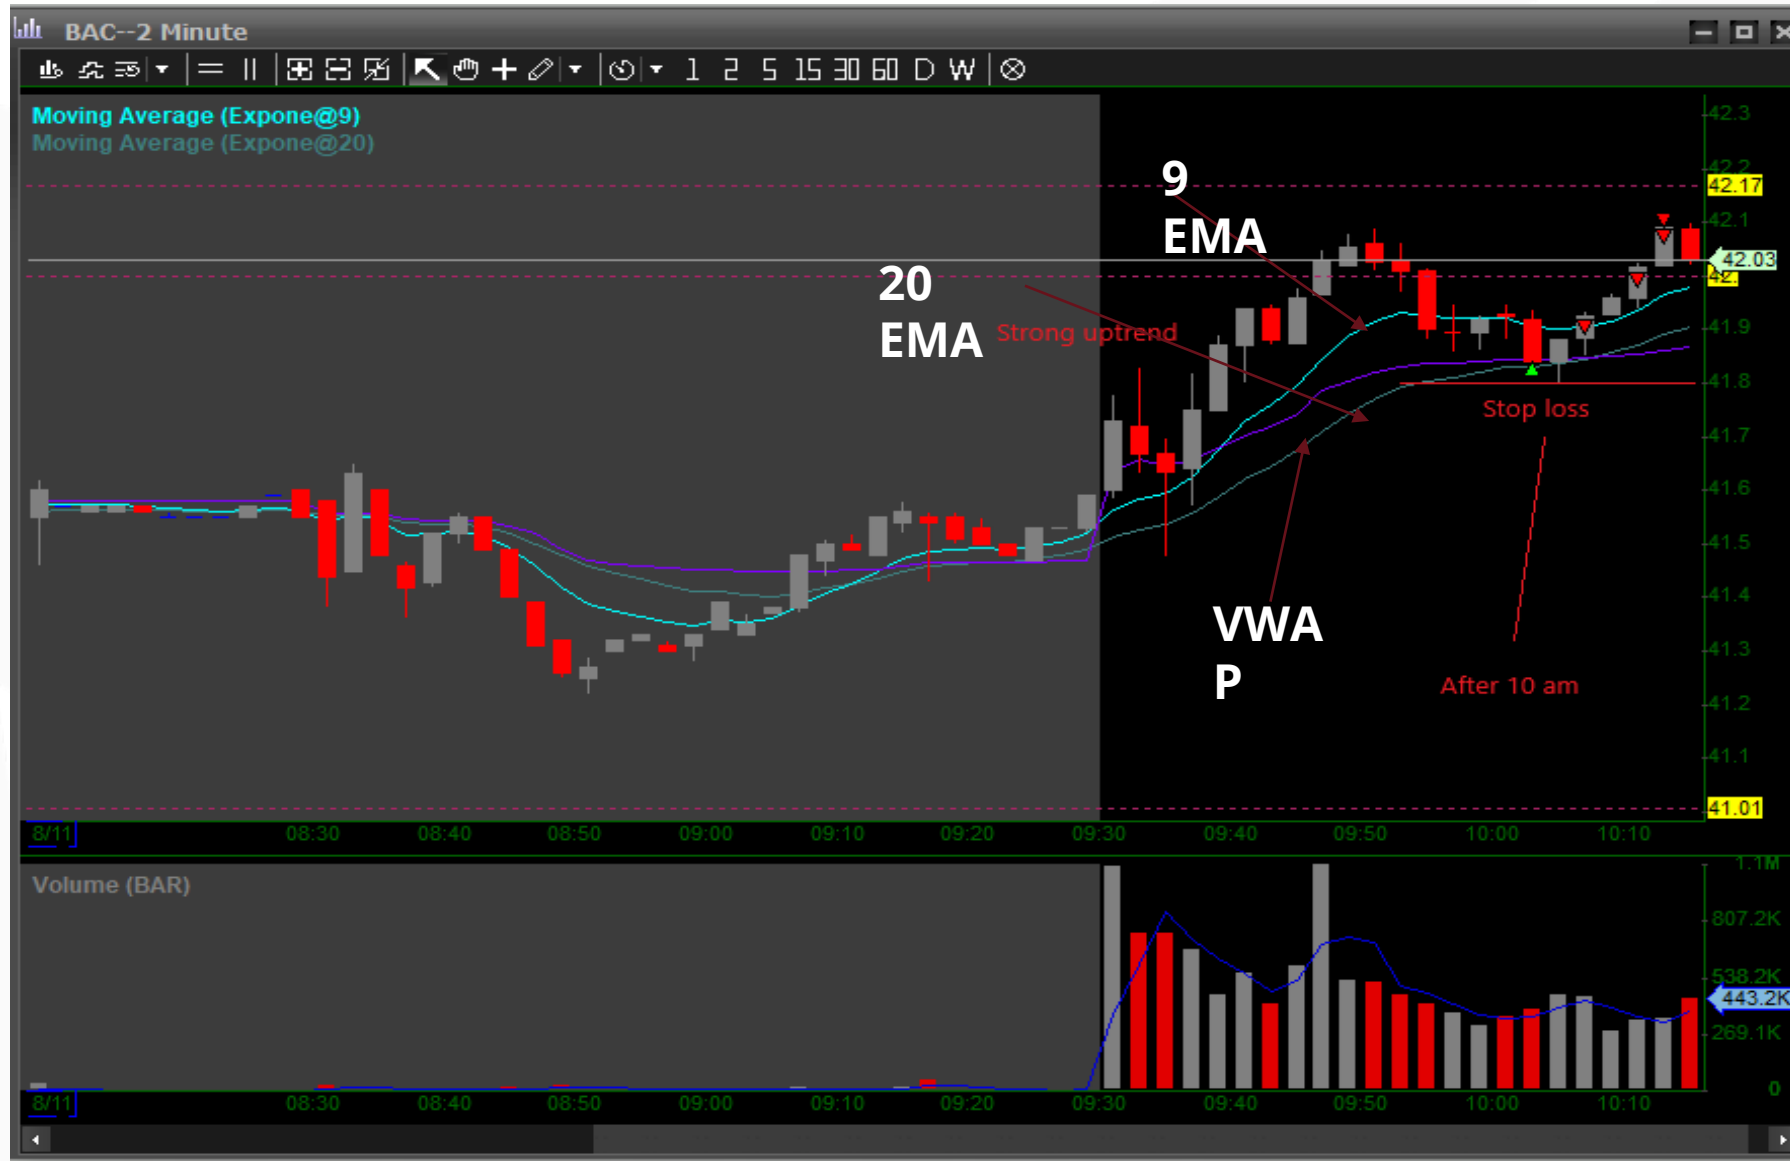 BAC--2 Minute
1 2 5 15 30 60 D W
Moving Average (Expone@9)
Moving Average (Expone@20)
42.3
42.2
42.17
42.1
42.03
42.
41.9
41.8
41.7
41.6
41.5
41.4
41.3
41.2
41.1
41.01
9
EMA
20
EMA
Strong uptrend
Stop loss
VWA
P
After 10 am
8/11 08:30 08:40 08:50 09:00 09:10 09:20 09:30 09:40 09:50 10:00 10:10
Volume (BAR)
1.1M
807.2K
538.2K
443.2K
269.1K
0
8/11 08:30 08:40 08:50 09:00 09:10 09:20 09:30 09:40 09:50 10:00 10:10